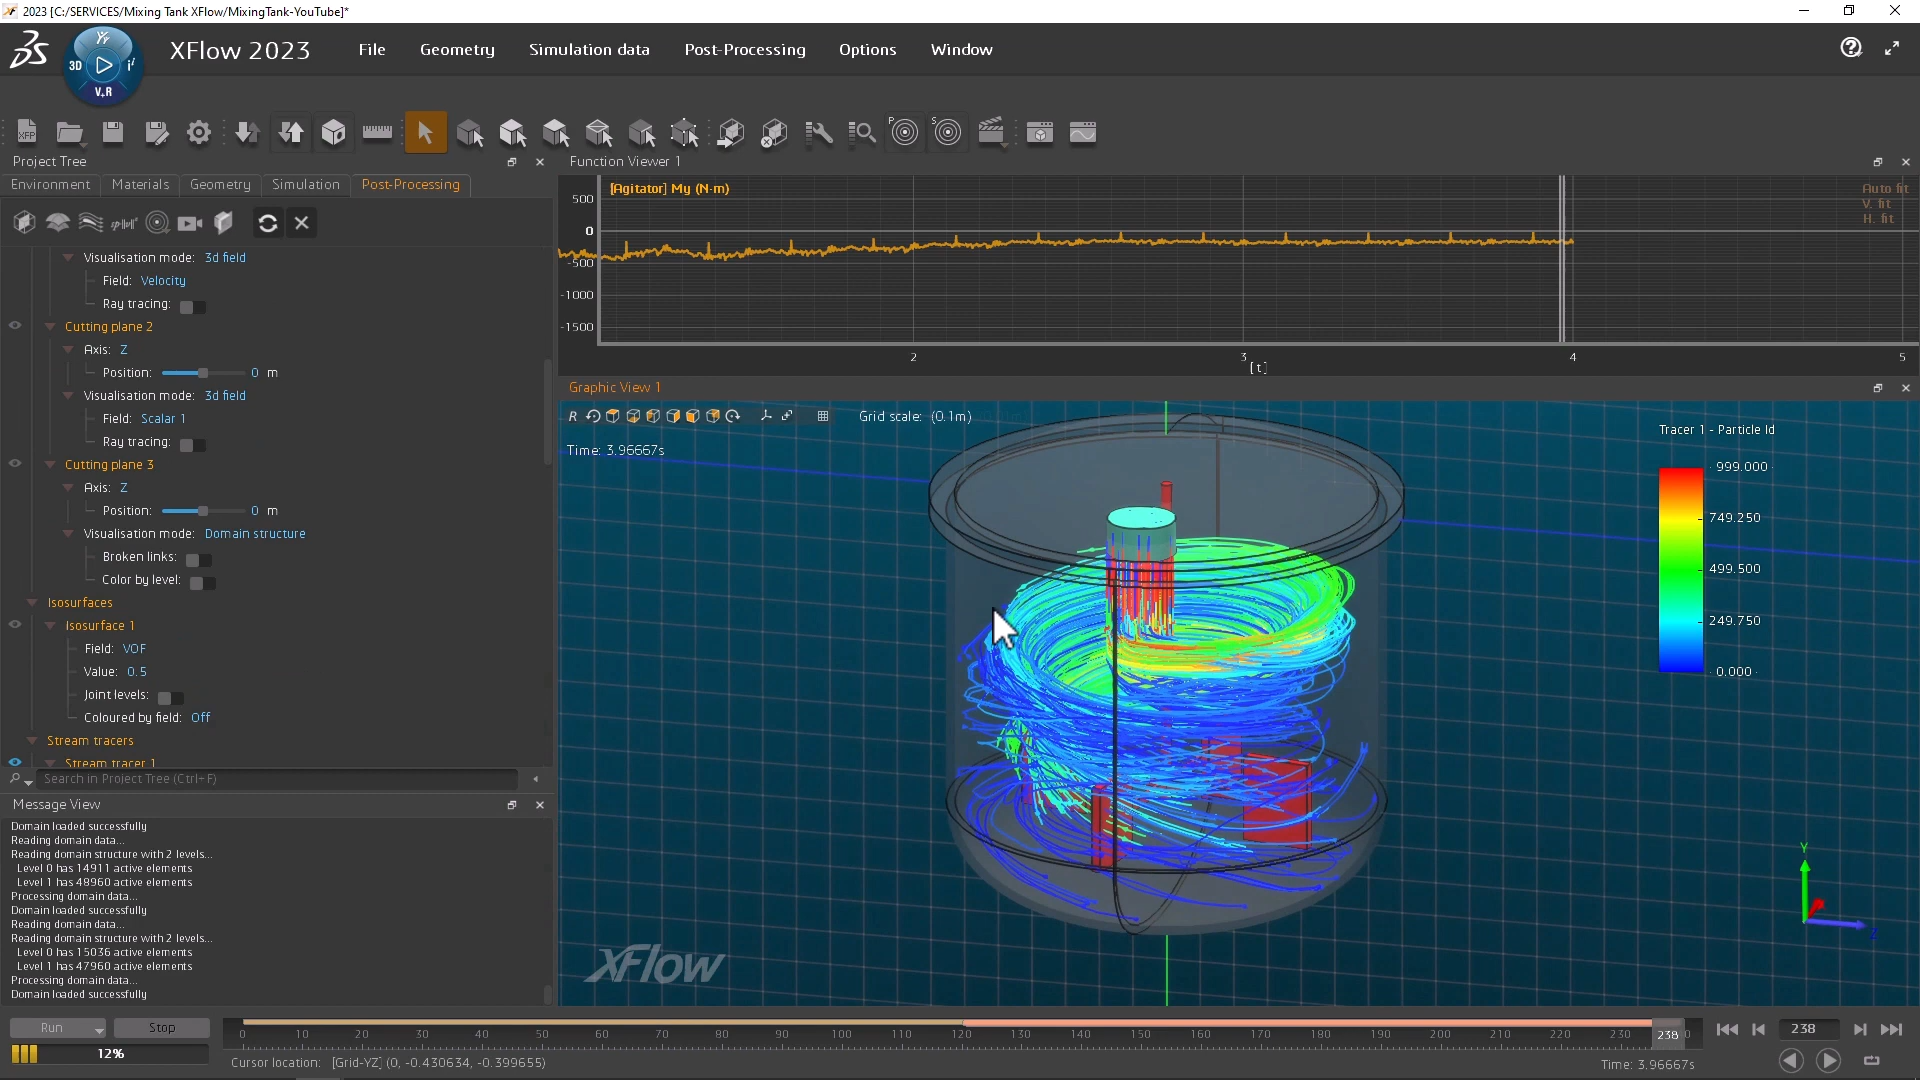 2023 [C:/SERVICES/Mixing Tank XFlow/MixingTank-YouTube]*
3D
V,R
XFlow 2023
File Geometry Simulation data Post-Processing Options Window
XFP
P
S
Project Tree
Environment Materials Geometry Simulation Post-Processing
Visualisation mode: 3d field
Field: Velocity
Ray tracing:
Cutting plane 2
Axis: Z
Position: 0 m
Visualisation mode: 3d field
Field: Scalar 1
Ray tracing:
Cutting plane 3
Axis: Z
Position: 0 m
Visualisation mode: Domain structure
Broken links:
Color by level:
Isosurfaces
Isosurface 1
Field: VOF
Value: 0.5
Joint levels:
Coloured by field: Off
Stream tracers
Stream tracer 1
Search in Project Tree (Ctrl+F)
Message View
Domain loaded successfully
Reading domain data...
Reading domain structure with 2 levels...
Level 0 has 14911 active elements
Level 1 has 48960 active elements
Processing domain data...
Domain loaded successfully
Reading domain data...
Reading domain structure with 2 levels...
Level 0 has 15036 active elements
Level 1 has 47960 active elements
Processing domain data...
Domain loaded successfully
Function Viewer 1
[Agitator] My (N·m)
Auto fit
V. fit
H. fit
500
0
-500
-1000
-1500
2 3 4 5
[t]
Graphic View 1
R
Grid scale: (0.1m)
Time: 3.96667s
Tracer 1 - Particle Id
999.000
749.250
499.500
249.750
0.000
Y
Z
XFlow
Run Stop
12%
0 10 20 30 40 50 60 70 80 90 100 110 120 130 140 150 160 170 180 190 200 210 220 230 238
238
Cursor location: [Grid-YZ] (0, -0.430634, -0.399655)
Time: 3.96667s